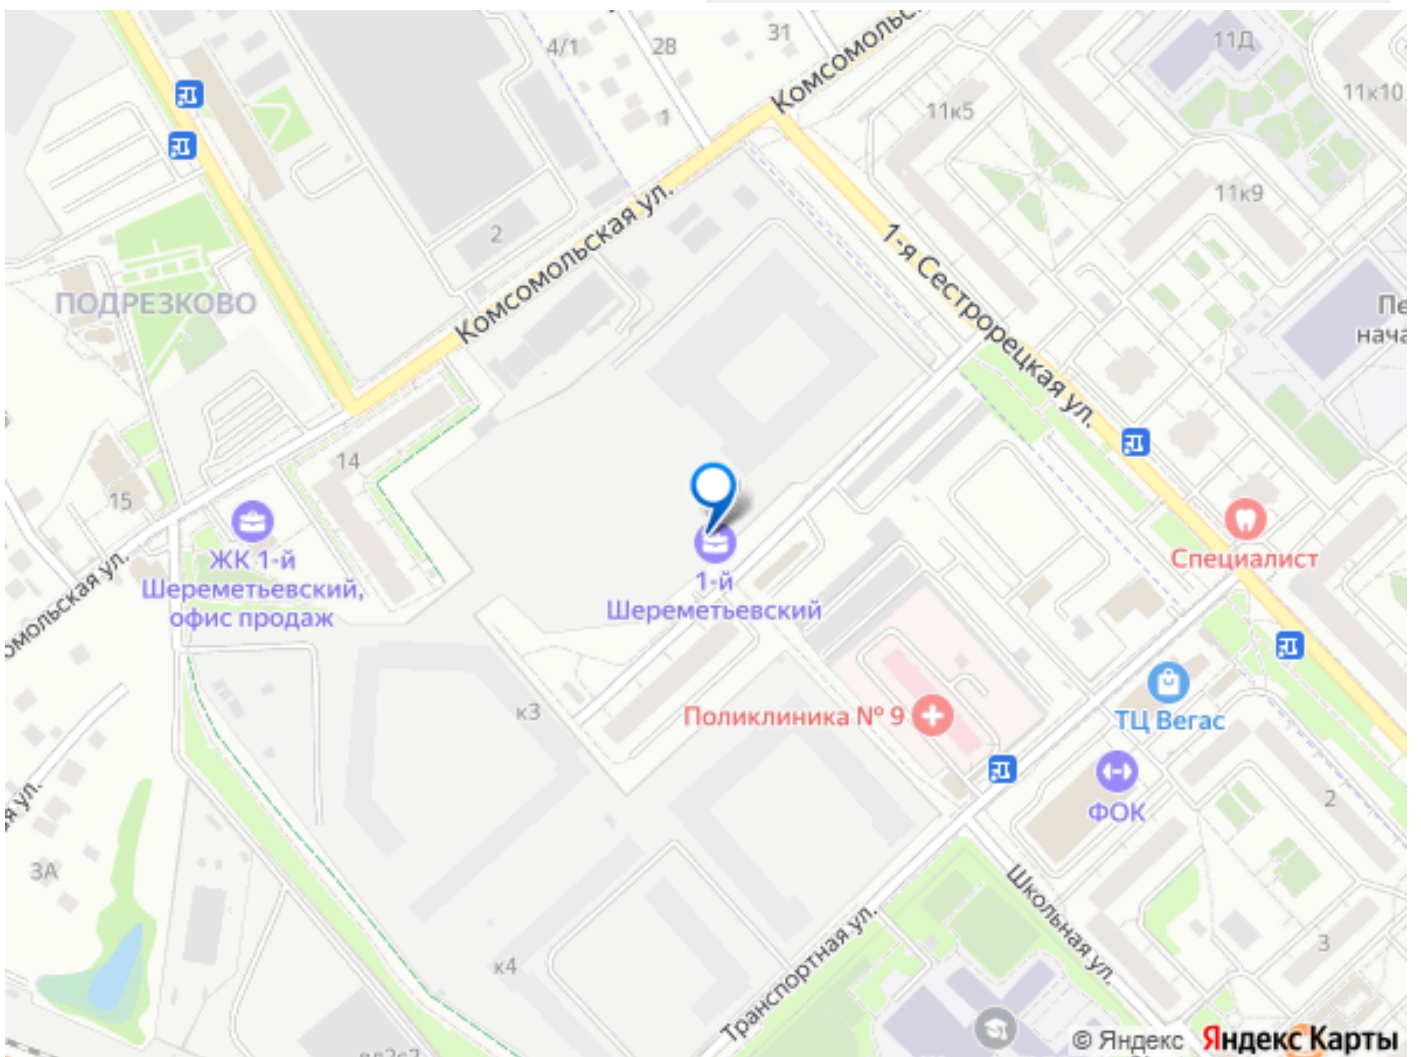 4/1
28
31
Комсомольск
11Д
11к10
11к5
1
11к9
2
Комсомольская ул.
1-я Сестрорецкая ул.
ПОДРЕЗКОВО
Пе
нача
14
15
ЖК 1-й
Шереметьевский,
офис продаж
1-й
Шереметьевский
Специалист
омольская ул.
к3
Поликлиника № 9
ТЦ Вегас
ФОК
2
я ул.
3А
Школьная ул.
3
к4
Транспортная ул.
© Яндекс Яндекс Карты